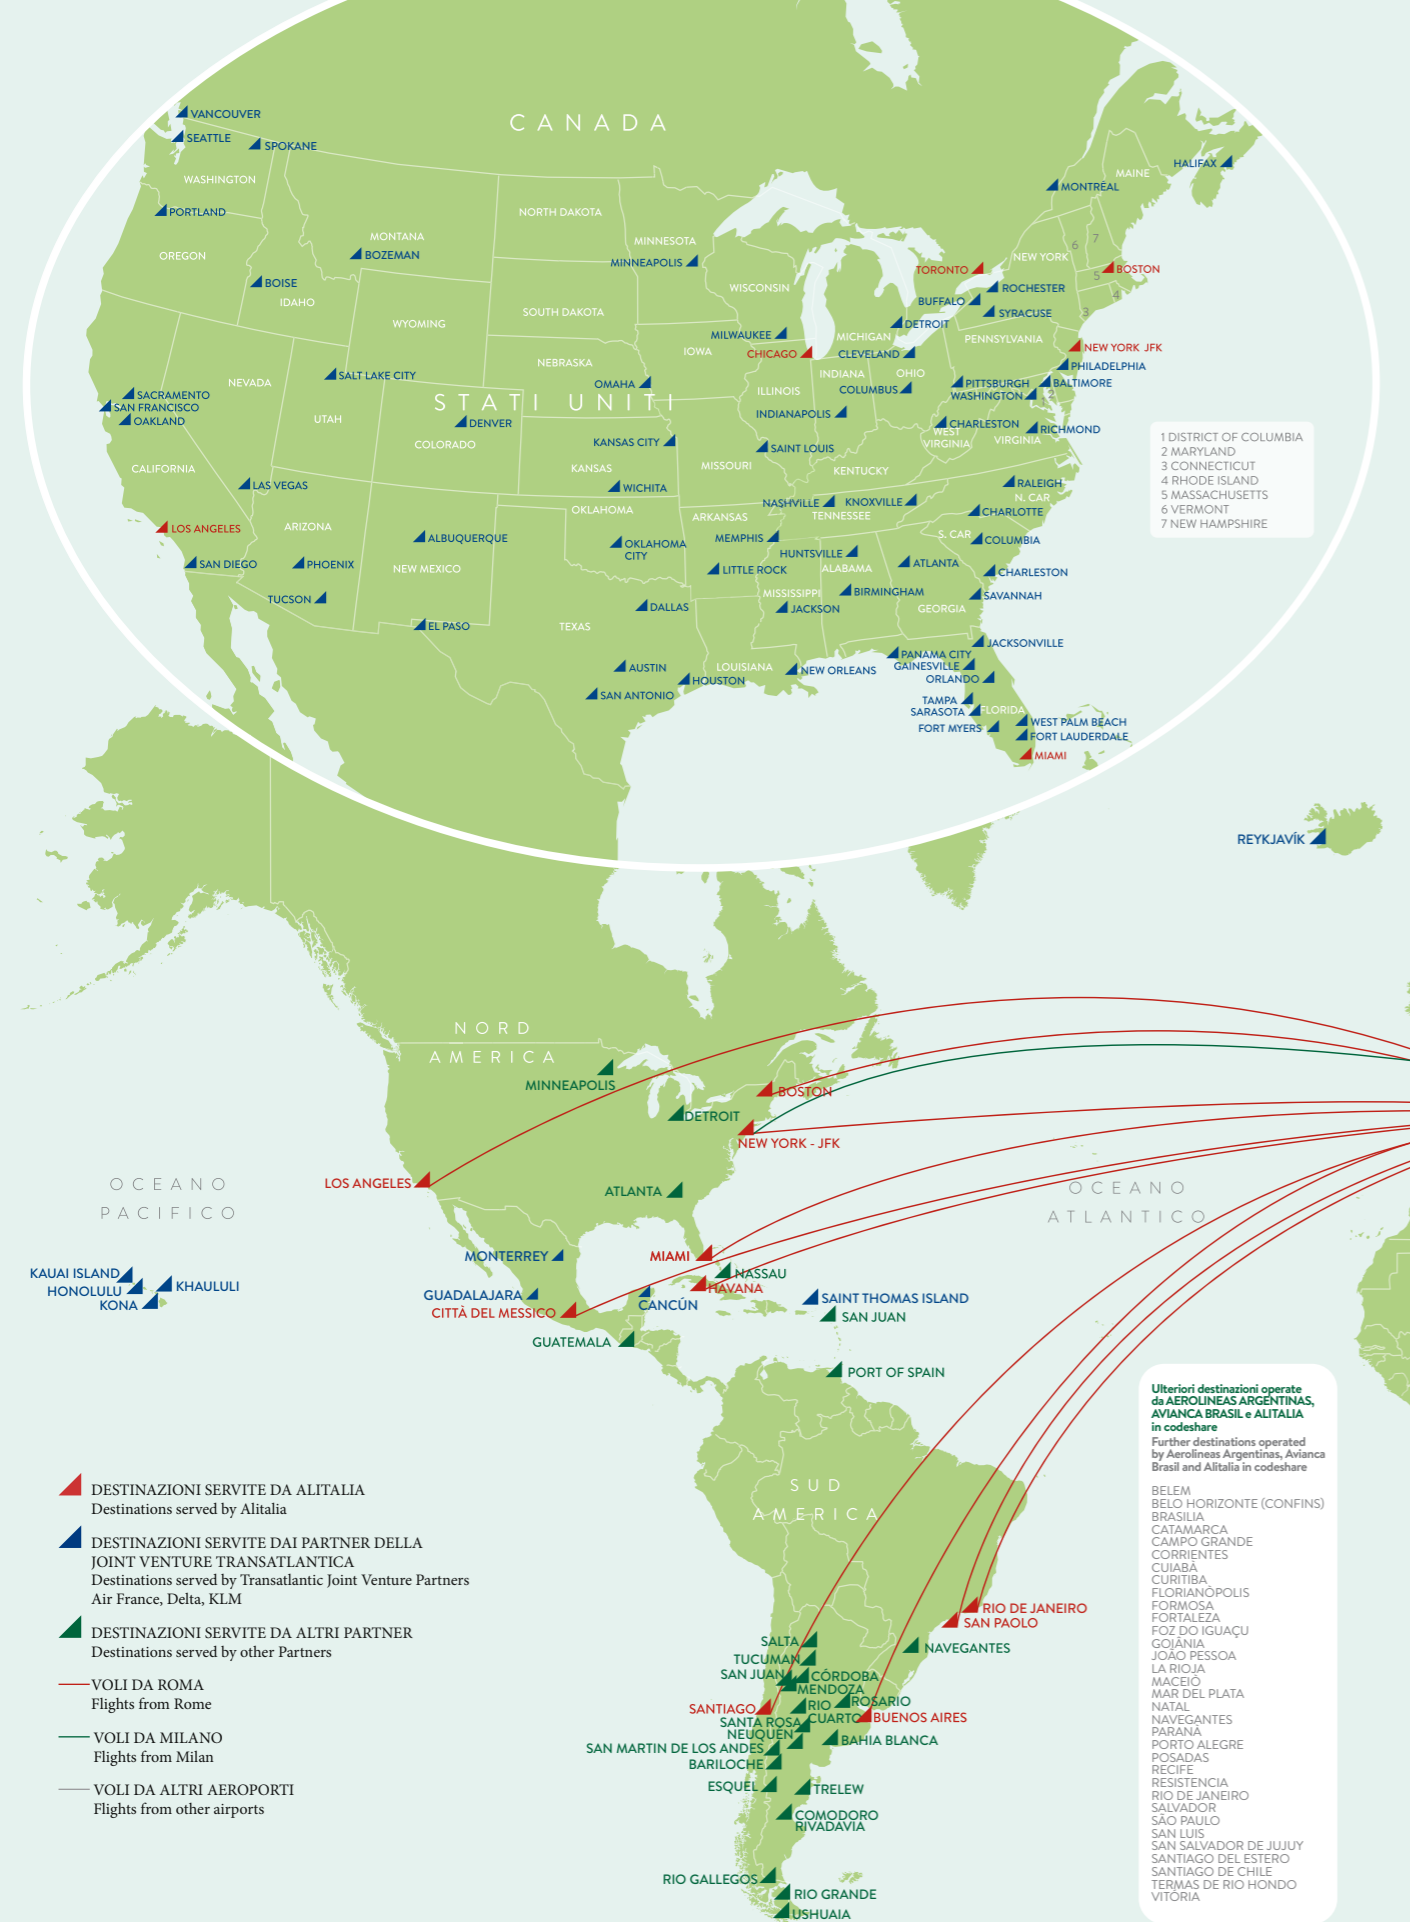 CANADA
VANCOUVER
SEATTLE
SPOKANE
WASHINGTON
PORTLAND
OREGON
MONTANA
BOZEMAN
BOISE
IDAHO
NORTH DAKOTA
MINNESOTA
MINNEAPOLIS
WISCONSIN
SOUTH DAKOTA
WYOMING
HALIFAX
MAINE
MONTRÉAL
6
7
NEW YORK
TORONTO
BOSTON
5
4
3
ROCHESTER
BUFFALO
SYRACUSE
DETROIT
MILWAUKEE
MICHIGAN
PENNSYLVANIA
NEW YORK JFK
CHICAGO
CLEVELAND
IOWA
NEBRASKA
PHILADELPHIA
INDIANA
OHIO
SALT LAKE CITY
NEVADA
OMAHA
ILLINOIS
COLUMBUS
PITTSBURGH
BALTIMORE
WASHINGTON
1
2
SACRAMENTO
SAN FRANCISCO
OAKLAND
STATI UNITI
UTAH
DENVER
INDIANAPOLIS
CHARLESTON
WEST
VIRGINIA
RICHMOND
VIRGINIA
COLORADO
KANSAS CITY
SAINT LOUIS
CALIFORNIA
KANSAS
MISSOURI
KENTUCKY
LAS VEGAS
WICHITA
RALEIGH
N. CAR
NASHVILLE
KNOXVILLE
OKLAHOMA
ARKANSAS
TENNESSEE
CHARLOTTE
LOS ANGELES
ARIZONA
ALBUQUERQUE
OKLAHOMA
CITY
MEMPHIS
S. CAR
COLUMBIA
HUNTSVILLE
SAN DIEGO
PHOENIX
NEW MEXICO
LITTLE ROCK
ALABAMA
ATLANTA
CHARLESTON
TUCSON
MISSISSIPPI
BIRMINGHAM
SAVANNAH
DALLAS
JACKSON
GEORGIA
EL PASO
TEXAS
JACKSONVILLE
PANAMA CITY
AUSTIN
LOUISIANA
NEW ORLEANS
GAINESVILLE
HOUSTON
ORLANDO
SAN ANTONIO
TAMPA
SARASOTA
FLORIDA
FORT MYERS
WEST PALM BEACH
FORT LAUDERDALE
MIAMI
1 DISTRICT OF COLUMBIA
2 MARYLAND
3 CONNECTICUT
4 RHODE ISLAND
5 MASSACHUSETTS
6 VERMONT
7 NEW HAMPSHIRE
REYKJAVÍK
NORD
AMERICA
MINNEAPOLIS
BOSTON
DETROIT
NEW YORK - JFK
LOS ANGELES
ATLANTA
OCEANO
PACIFICO
OCEANO
ATLANTICO
MONTERREY
MIAMI
NASSAU
HAVANA
KAUAI ISLAND
HONOLULU
KHAULULI
KONA
GUADALAJARA
CANCÚN
CITTÀ DEL MESSICO
SAINT THOMAS ISLAND
SAN JUAN
GUATEMALA
PORT OF SPAIN
SUD
AMERICA
RIO DE JANEIRO
SAN PAOLO
SALTA
NAVEGANTES
TUCUMAN
SAN JUAN
CÓRDOBA
MENDOZA
SANTIAGO
RIO
CUARTO
ROSARIO
BUENOS AIRES
SANTA ROSA
NEUQUÉN
BAHIA BLANCA
SAN MARTIN DE LOS ANDES
BARILOCHE
ESQUEL
TRELEW
COMODORO
RIVADAVIA
RIO GALLEGOS
RIO GRANDE
USHUAIA
DESTINAZIONI SERVITE DA ALITALIA
Destinations served by Alitalia
DESTINAZIONI SERVITE DAI PARTNER DELLA
JOINT VENTURE TRANSATLANTICA
Destinations served by Transatlantic Joint Venture Partners
Air France, Delta, KLM
DESTINAZIONI SERVITE DA ALTRI PARTNER
Destinations served by other Partners
VOLI DA ROMA
Flights from Rome
VOLI DA MILANO
Flights from Milan
VOLI DA ALTRI AEROPORTI
Flights from other airports
Ulteriori destinazioni operate
da AEROLINEAS ARGENTINAS,
AVIANCA BRASIL e ALITALIA
in codeshare
Further destinations operated
by Aerolineas Argentinas, Avianca
Brasil and Alitalia in codeshare
BELEM
BELO HORIZONTE (CONFINS)
BRASILIA
CATAMARCA
CAMPO GRANDE
CORRIENTES
CUIABÁ
CURITIBA
FLORIANÓPOLIS
FORMOSA
FORTALEZA
FOZ DO IGUAÇU
GOIÂNIA
JOÃO PESSOA
LA RIOJA
MACEIÓ
MAR DEL PLATA
NATAL
NAVEGANTES
PARANÁ
PORTO ALEGRE
POSADAS
RECIFE
RESISTENCIA
RIO DE JANEIRO
SALVADOR
SÃO PAULO
SAN LUIS
SAN SALVADOR DE JUJUY
SANTIAGO DEL ESTERO
SANTIAGO DE CHILE
TERMAS DE RIO HONDO
VITÓRIA